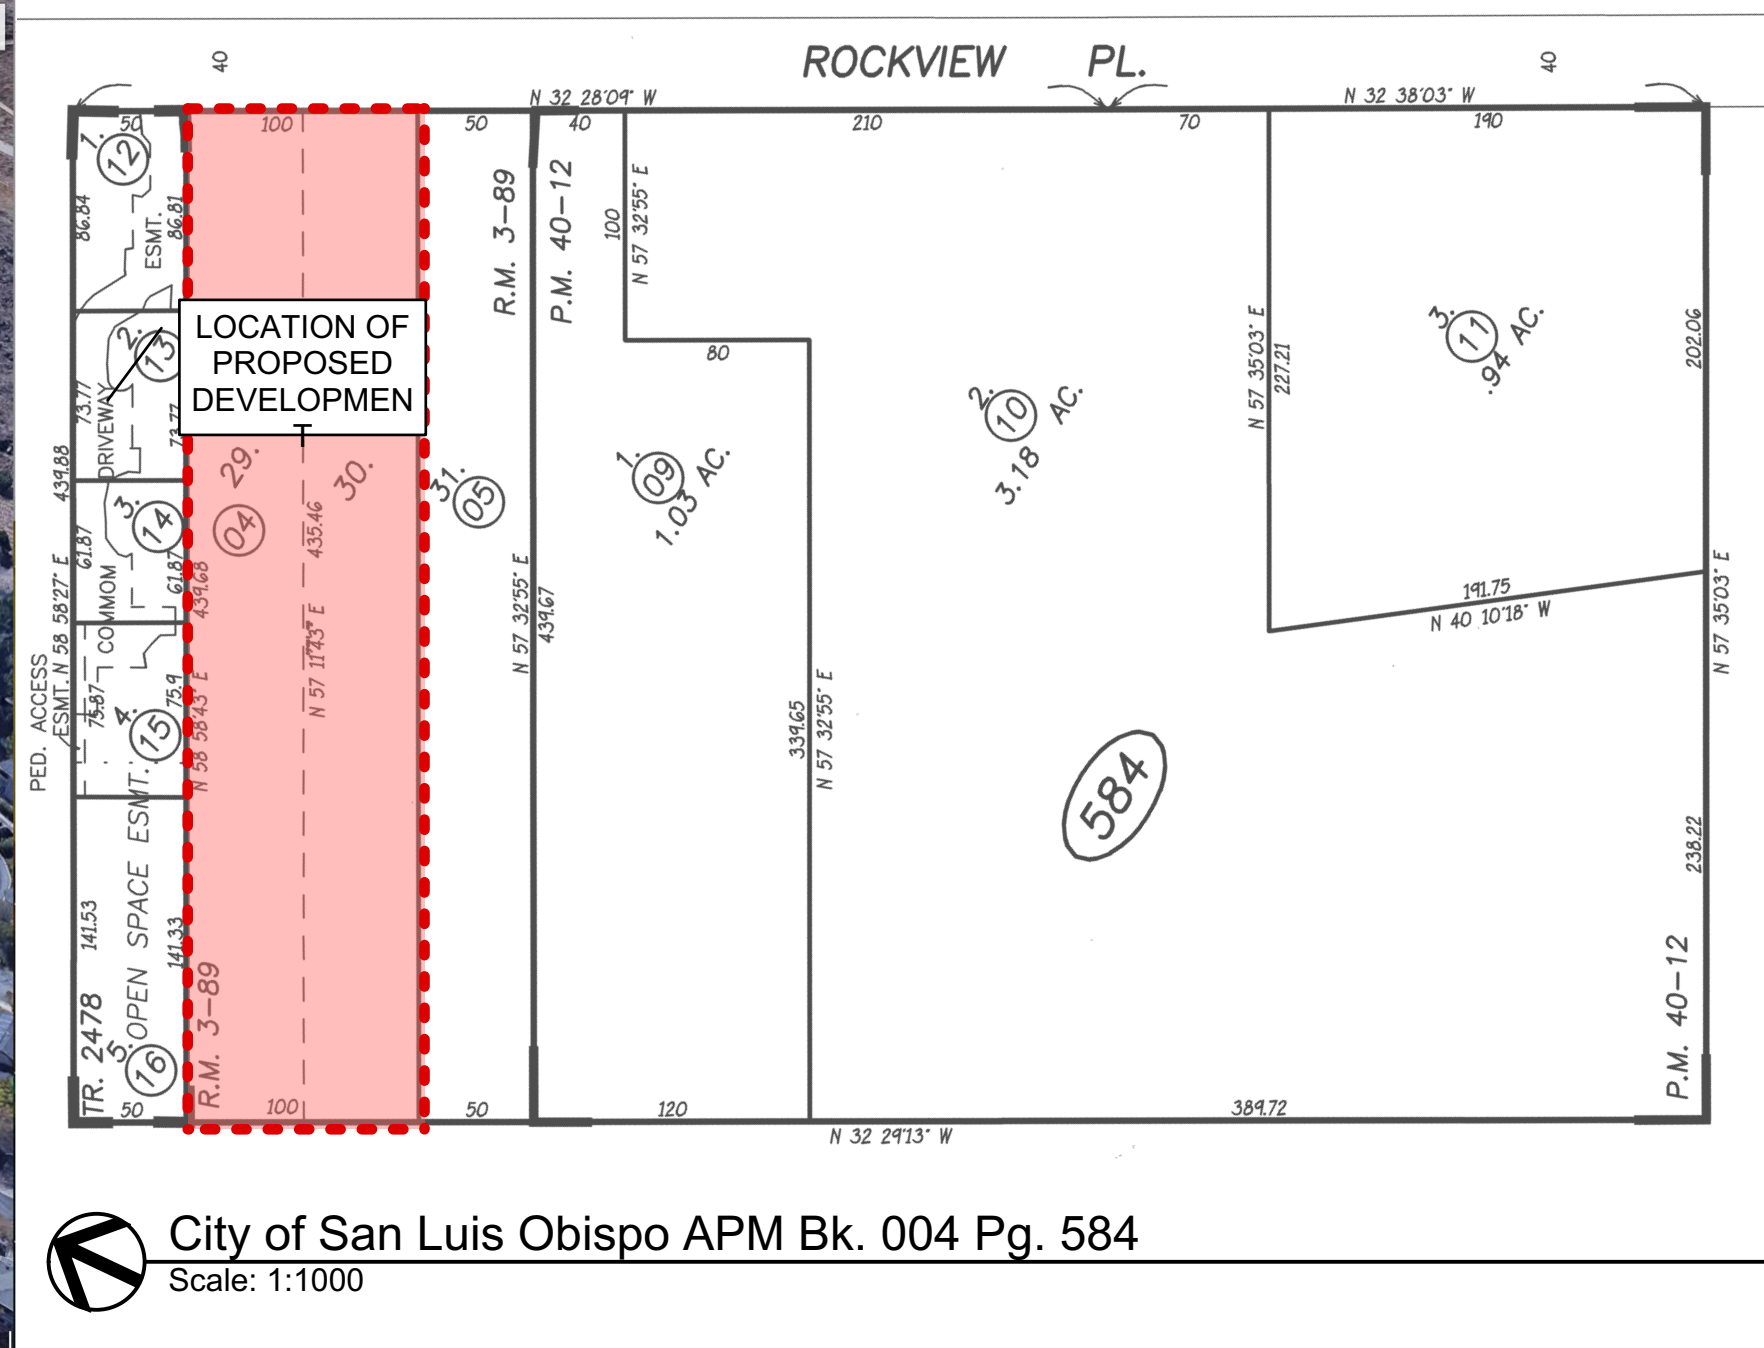 ROCKVIEW PL.
40
40
N 32 28'09" W
N 32 38'03" W
50
100
50
40
210
70
190
1.
12
86.84
ESMT.
86.81
R.M. 3-89
P.M. 40-12
100
N 57 32'55" E
80
N 57 35'03" E
227.21
3.
11
.94 AC.
202.06
2.
13
73.77
DRIVEWAY
73.77
LOCATION OF
PROPOSED
DEVELOPMEN
T
29.
30.
04
435.46
N 57 11'43" E
31.
05
1.
09
1.03 AC.
2.
10
3.18 AC.
439.88
3.
14
61.87
61.87
439.68
N 58 58'43" E
N 57 32'55" E
439.67
191.75
N 40 10'18" W
N 57 35'03" E
PED. ACCESS
ESMT. N 58 58'27" E
COMMOM
75.87
75.9
4.
15
339.65
N 57 32'55" E
584
238.22
OPEN SPACE ESMT.
141.53
141.33
TR. 2478
5.
16
R.M. 3-89
P.M. 40-12
50
100
50
120
389.72
N 32 29'13" W
City of San Luis Obispo APM Bk. 004 Pg. 584
Scale: 1:1000